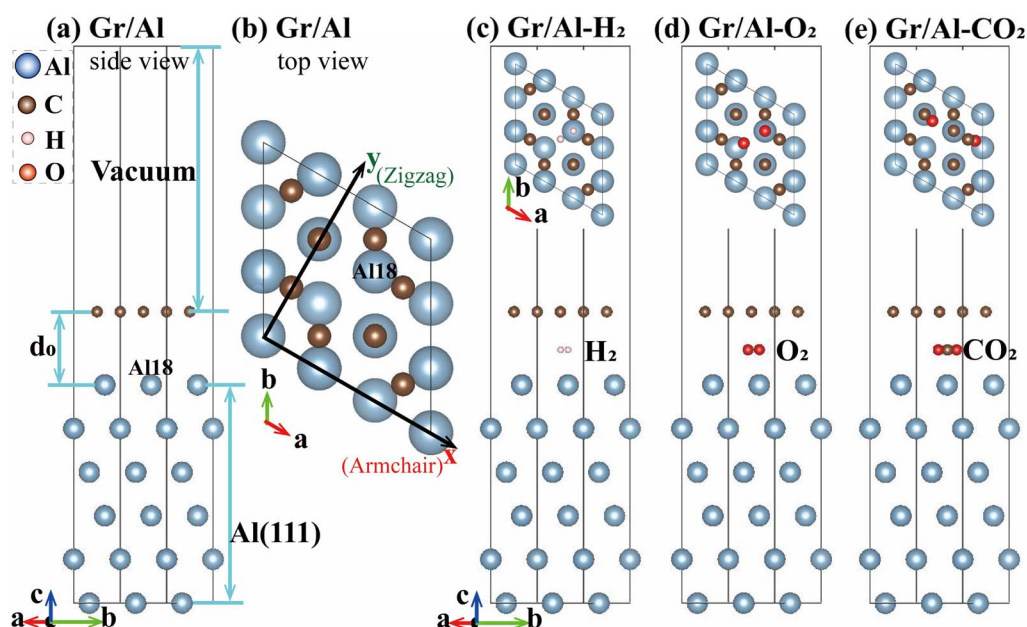 (a) Gr/Al
side view
Al
C
H
O
Vacuum
d₀
Al18
Al(111)
c
a
b
(b) Gr/Al
top view
y
(Zigzag)
Al18
b
a
(Armchair)
x
(c) Gr/Al-H₂
b
a
H₂
c
a
b
(d) Gr/Al-O₂
O₂
(e) Gr/Al-CO₂
CO₂